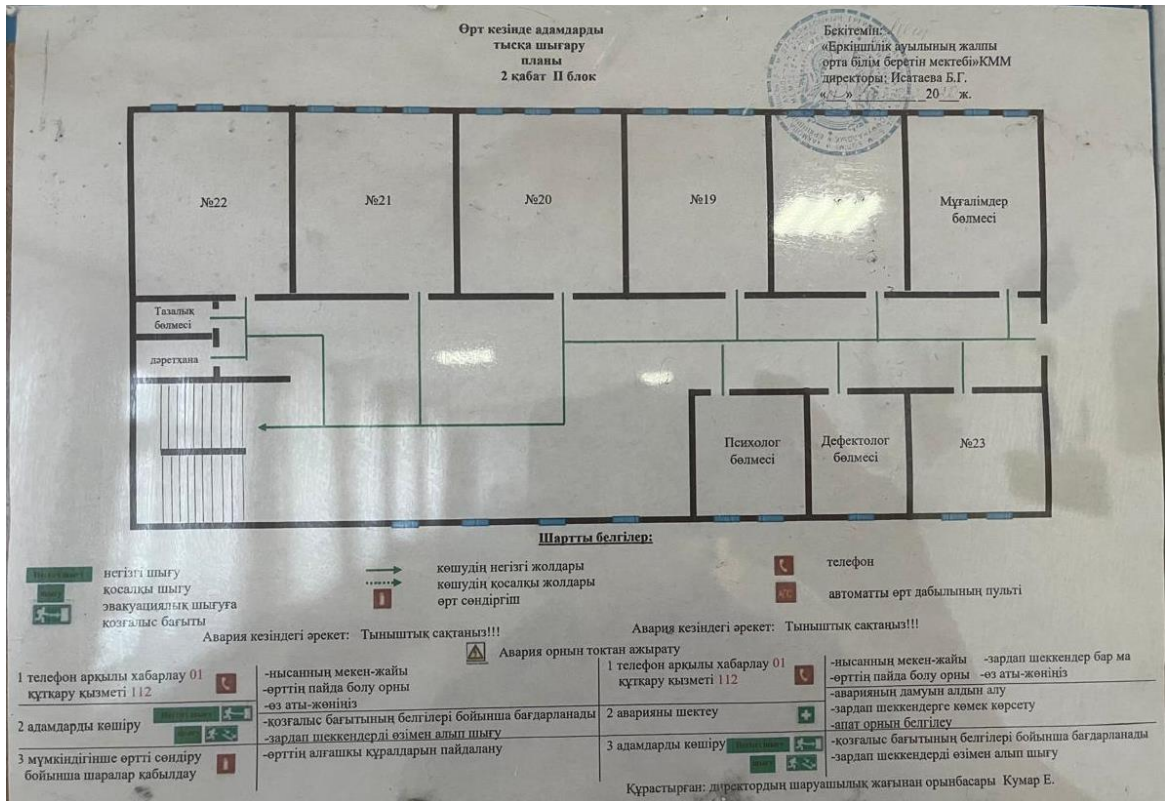 Өрт кезінде адамдарды
тысқа шығару
планы
2 қабат II блок
Бекітемін:
«Еркіншілік ауылының жалпы
орта білім беретін мектебі»КММ
директоры: Исатаева Б.Г.
«___»____________20___ж.
№22
№21
№20
№19
Мұғалімдер
бөлмесі
Тазалық
бөлмесі
дәретхана
Психолог
бөлмесі
Дефектолог
бөлмесі
№23
Шартты белгілер:
негізгі шығу
қосалқы шығу
эвакуациялық шығуға
қозғалыс бағыты
көшудің негізгі жолдары
көшудің қосалқы жолдары
өрт сөндіргіш
телефон
автоматты өрт дабылының пульті
Авария кезіндегі әрекет: Тыныштық сақтаңыз!!!
Авария кезіндегі әрекет: Тыныштық сақтаңыз!!!
Авария орнын токтан ажырату
1 телефон арқылы хабарлау 01
құтқару қызметі 112
-нысанның мекен-жайы
-өрттің пайда болу орны
-өз аты-жөніңіз
2 адамдарды көшіру
-қозғалыс бағытының белгілері бойынша бағдарланады
-зардап шеккендерді өзімен алып шығу
3 мүмкіндігінше өртті сөндіру
бойынша шаралар қабылдау
-өрттің алғашқы құралдарын пайдалану
1 телефон арқылы хабарлау 01
құтқару қызметі 112
-нысанның мекен-жайы -зардап шеккендер бар ма
-өрттің пайда болу орны -өз аты-жөніңіз
2 аварияны шектеу
-аварияның дамуын алдын алу
-зардап шеккендерге көмек көрсету
-апат орнын белгілеу
3 адамдарды көшіру
-қозғалыс бағытының белгілері бойынша бағдарланады
-зардап шеккендерді өзімен алып шығу
Құрастырған: директордың шаруашылық жағынан орынбасары Кумар Е.